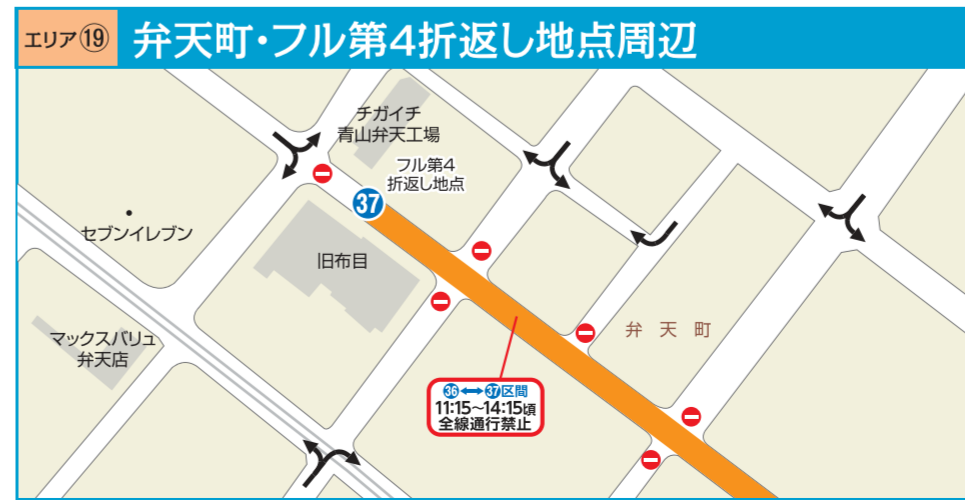 エリア⑲ 弁天町・フル第4折返し地点周辺
チガイチ
青山弁天工場
フル第4
折返し地点
37
セブンイレブン
旧布目
マックスバリュ
弁天店
弁天町
㊱⟷㊲区間
11:15~14:15頃
全線通行禁止